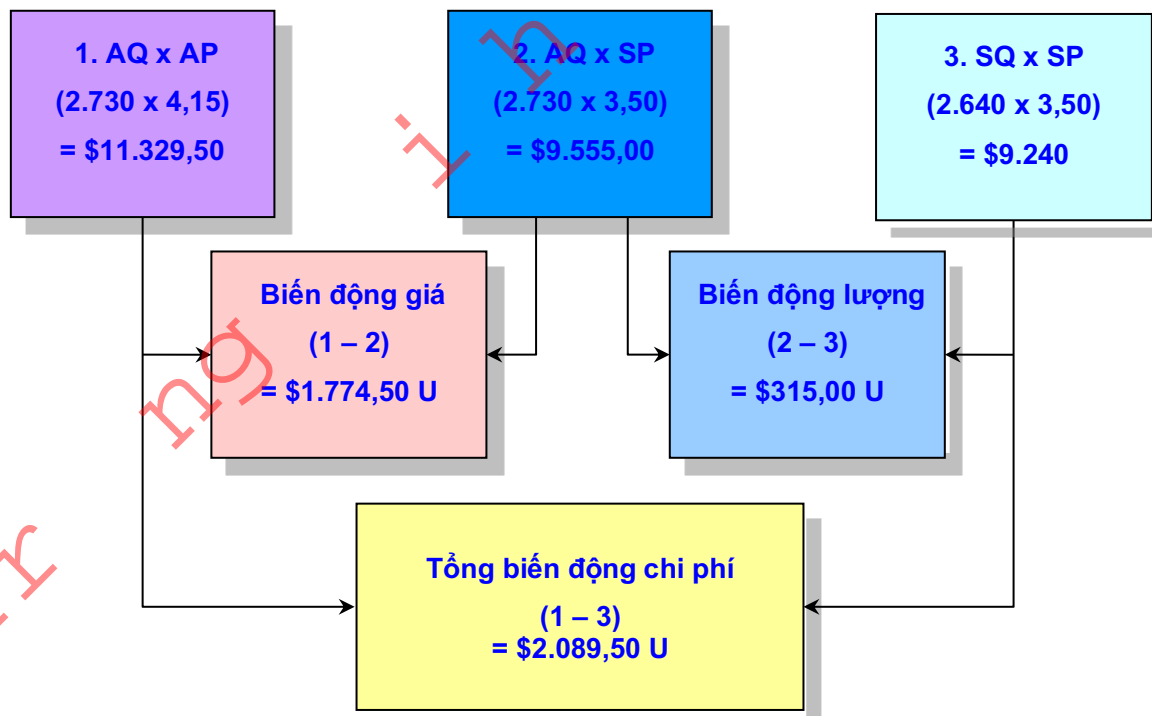 1. AQ x AP
(2.730 x 4,15)
= $11.329,50
2. AQ x SP
(2.730 x 3,50)
= $9.555,00
3. SQ x SP
(2.640 x 3,50)
= $9.240
Biến động giá
(1 – 2)
= $1.774,50 U
Biến động lượng
(2 – 3)
= $315,00 U
Tổng biến động chi phí
(1 – 3)
= $2.089,50 U
ng
i n